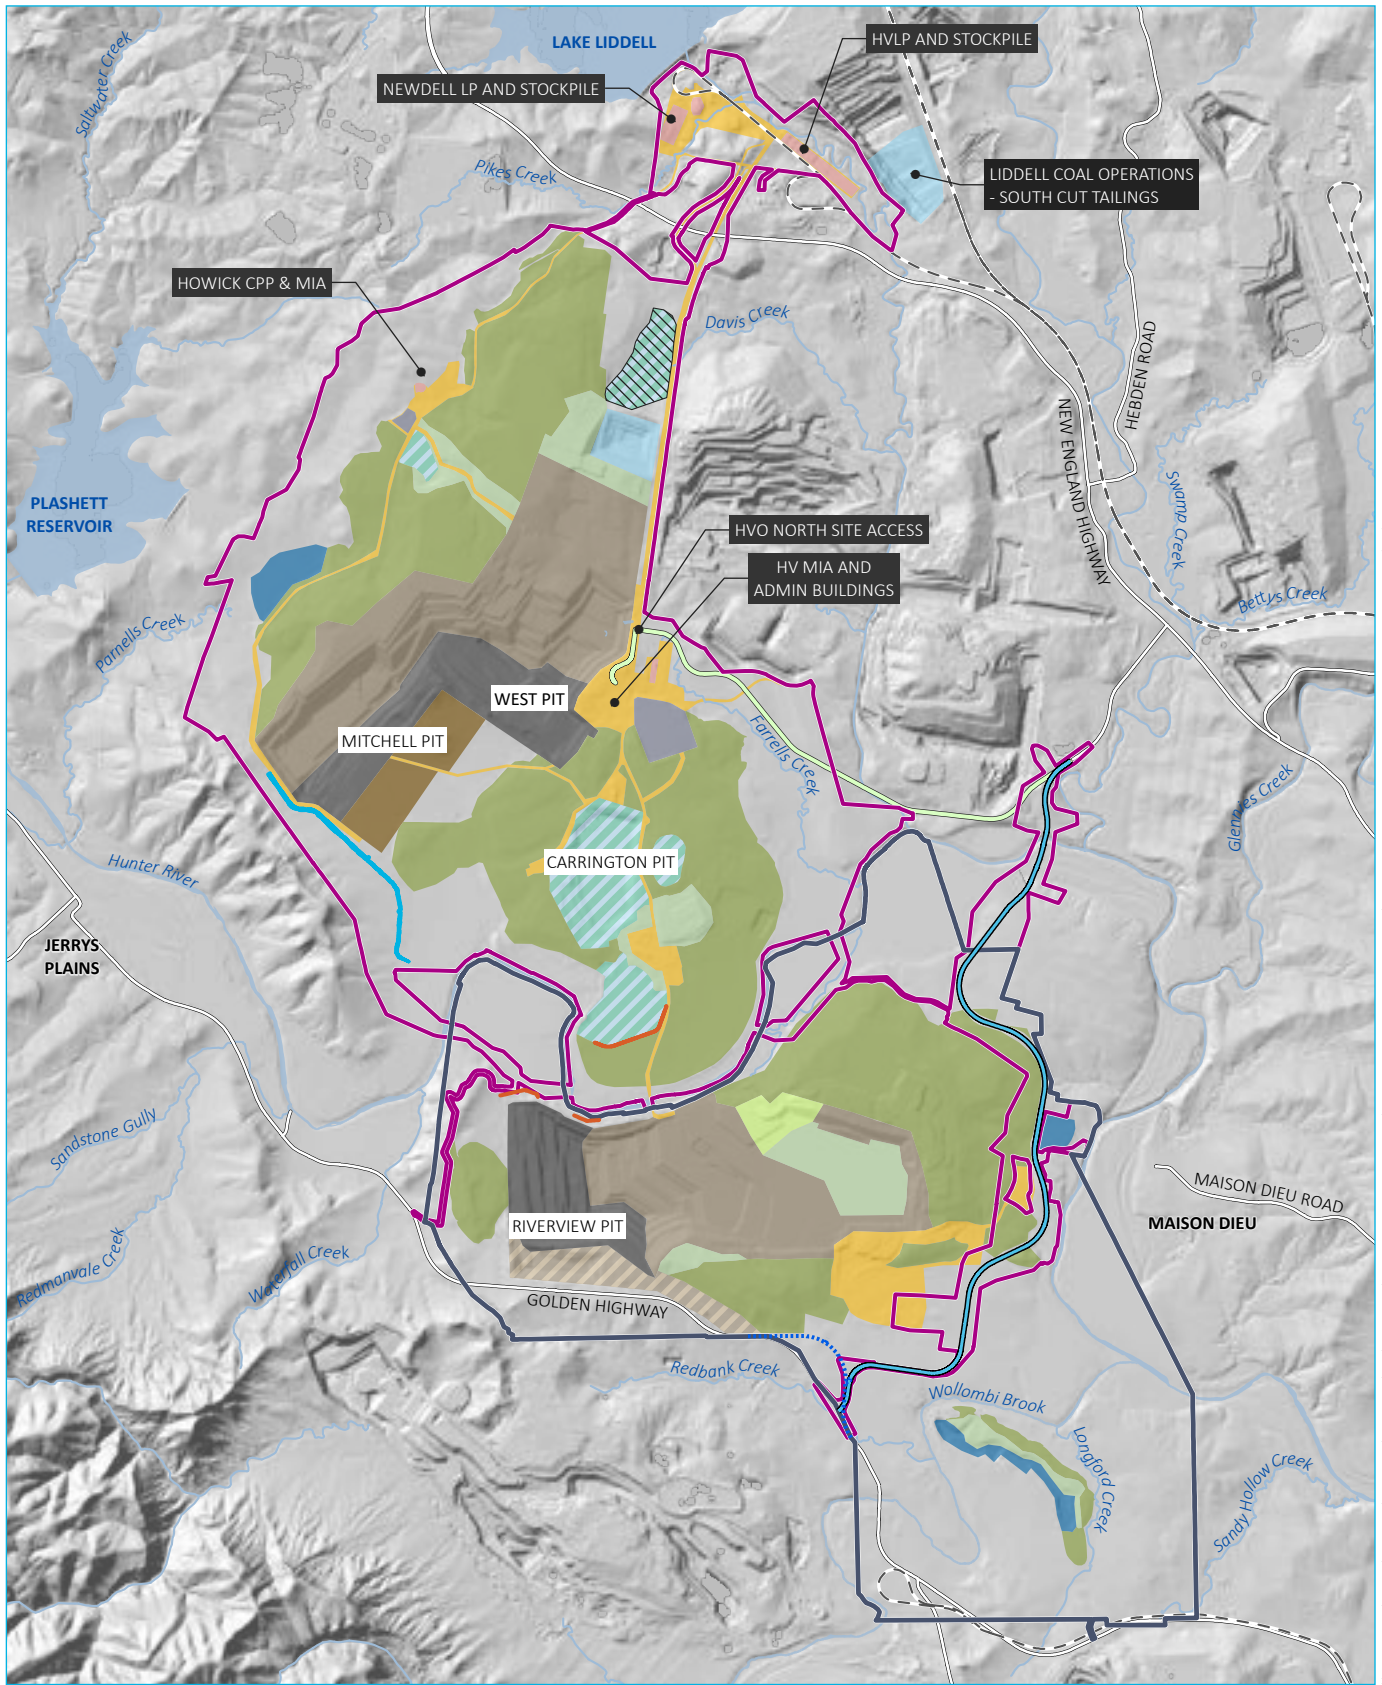 LAKE LIDDELL
HVLP AND STOCKPILE
NEWDELL LP AND STOCKPILE
Saltwater Creek
Pikes Creek
LIDDELL COAL OPERATIONS
- SOUTH CUT TAILINGS
HOWICK CPP & MIA
Davis Creek
HEBDEN ROAD
NEW ENGLAND HIGHWAY
PLASHETT
RESERVOIR
Swamp Creek
HVO NORTH SITE ACCESS
HV MIA AND
ADMIN BUILDINGS
Bettys Creek
Parnells Creek
WEST PIT
MITCHELL PIT
Farrells Creek
Glennies Creek
Hunter River
CARRINGTON PIT
JERRYS
PLAINS
Sandstone Gully
MAISON DIEU ROAD
MAISON DIEU
RIVERVIEW PIT
Redmanvale Creek
Waterfall Creek
GOLDEN HIGHWAY
Redbank Creek
Wollombi Brook
Longford Creek
Sandy Hollow Creek